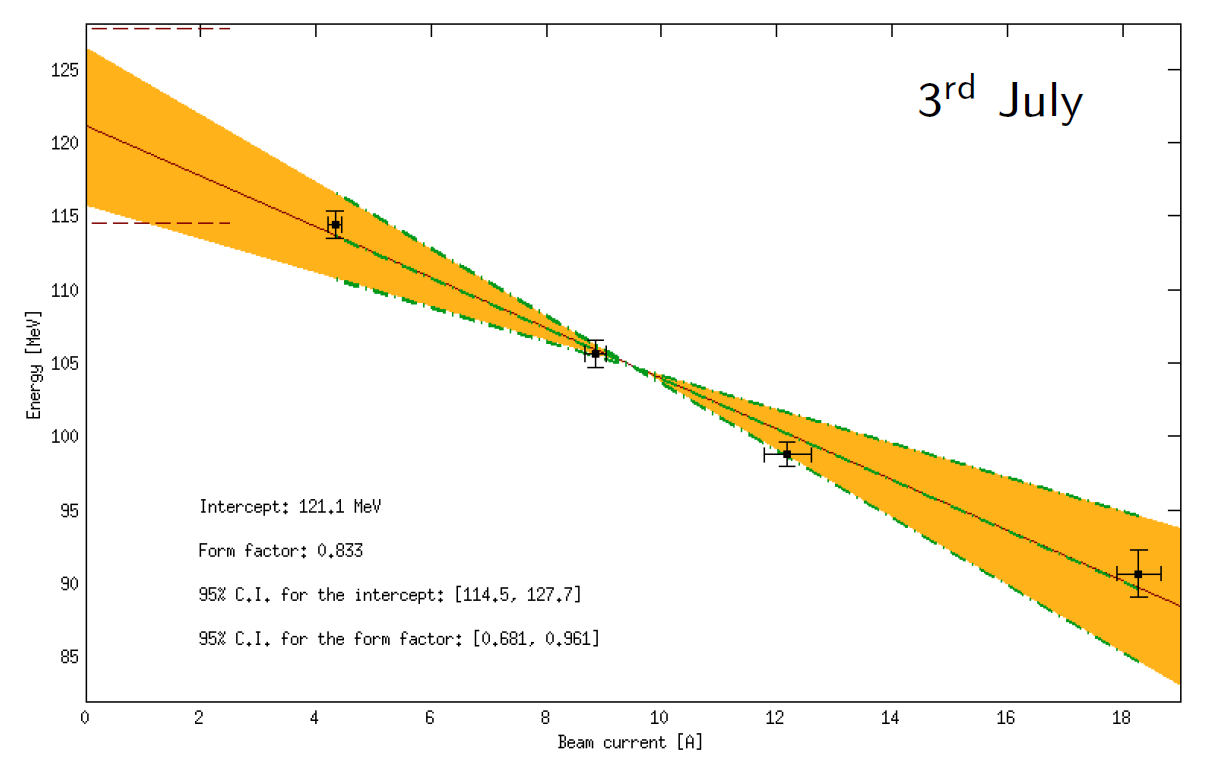 3rd July
125
120
115
110
105
100
95
90
85
Energy [MeV]
Intercept: 121.1 MeV
Form factor: 0.833
95% C.I. for the intercept: [114.5, 127.7]
95% C.I. for the form factor: [0.681, 0.961]
0 2 4 6 8 10 12 14 16 18
Beam current [A]